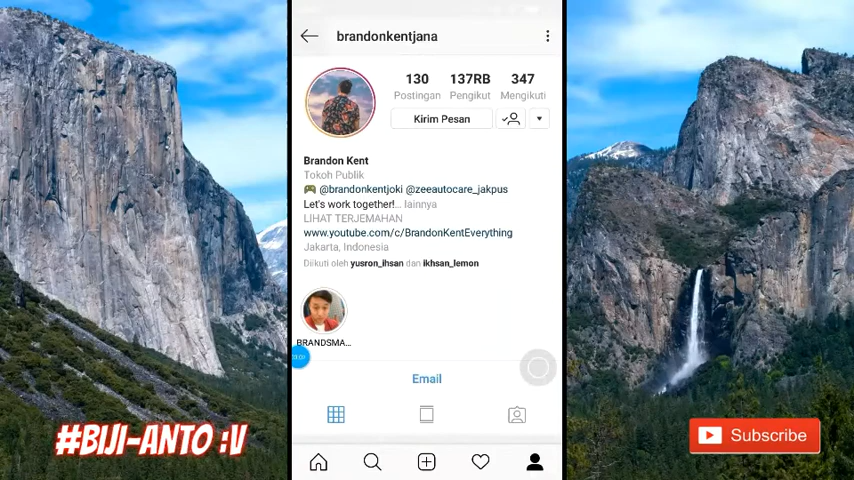 brandonkentjana
130 137RB 347
Postingan Pengikut Mengikuti
Kirim Pesan
Brandon Kent
Tokoh Publik
@brandonkentjoki @zeeautocare_jakpus
Let's work together!... lainnya
LIHAT TERJEMAHAN
www.youtube.com/c/BrandonKentEverything
Jakarta, Indonesia
Diikuti oleh yusron_ihsan dan ikhsan_lemon
BRANDSMA...
Email
#BIJI-ANTO :V
Subscribe